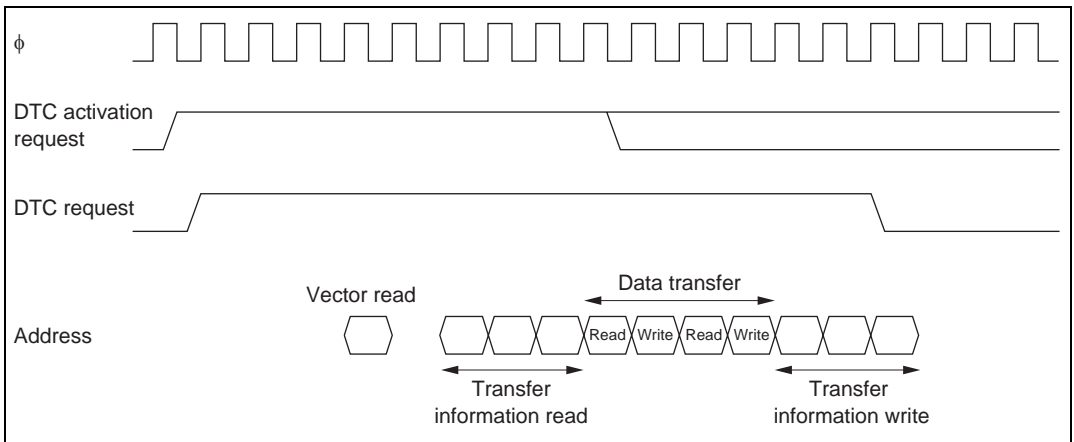 ϕ
DTC activation
request
DTC request
Data transfer
Vector read
Address
Read Write Read Write
Transfer
information read
Transfer
information write